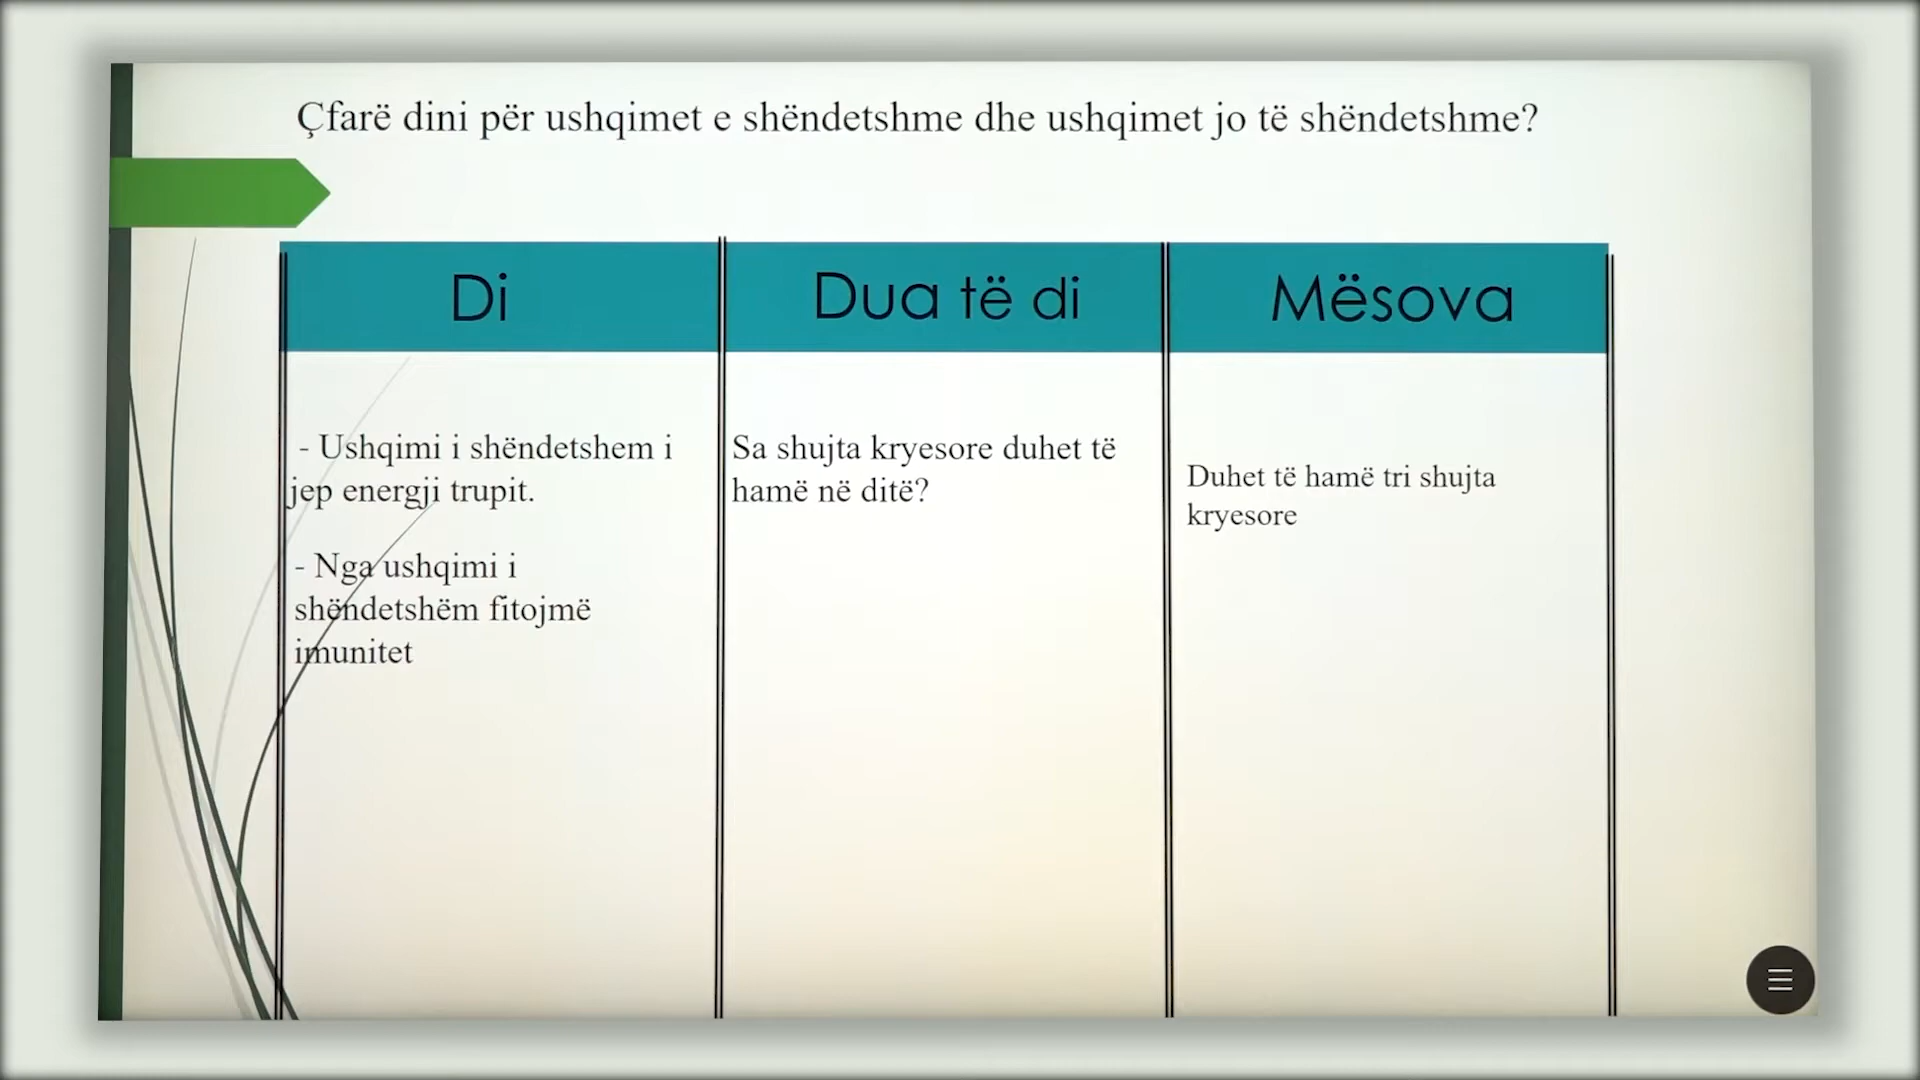 Çfarë dini për ushqimet e shëndetshme dhe ushqimet jo të shëndetshme?
Di
Dua të di
Mësova
- Ushqimi i shëndetshem i
jep energji trupit.
- Nga ushqimi i
shëndetshëm fitojmë
imunitet
Sa shujta kryesore duhet të
hamë në ditë?
Duhet të hamë tri shujta
kryesore